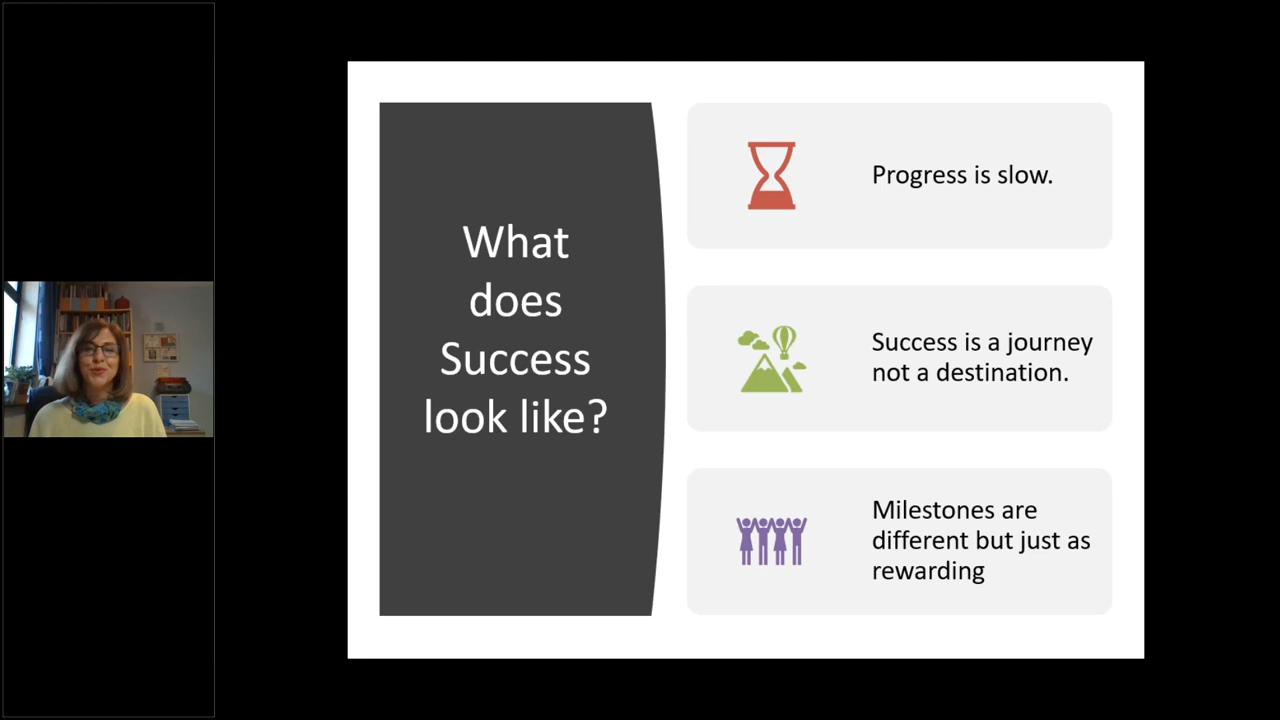 What
does
Success
look like?
Progress is slow.
Success is a journey
not a destination.
Milestones are
different but just as
rewarding